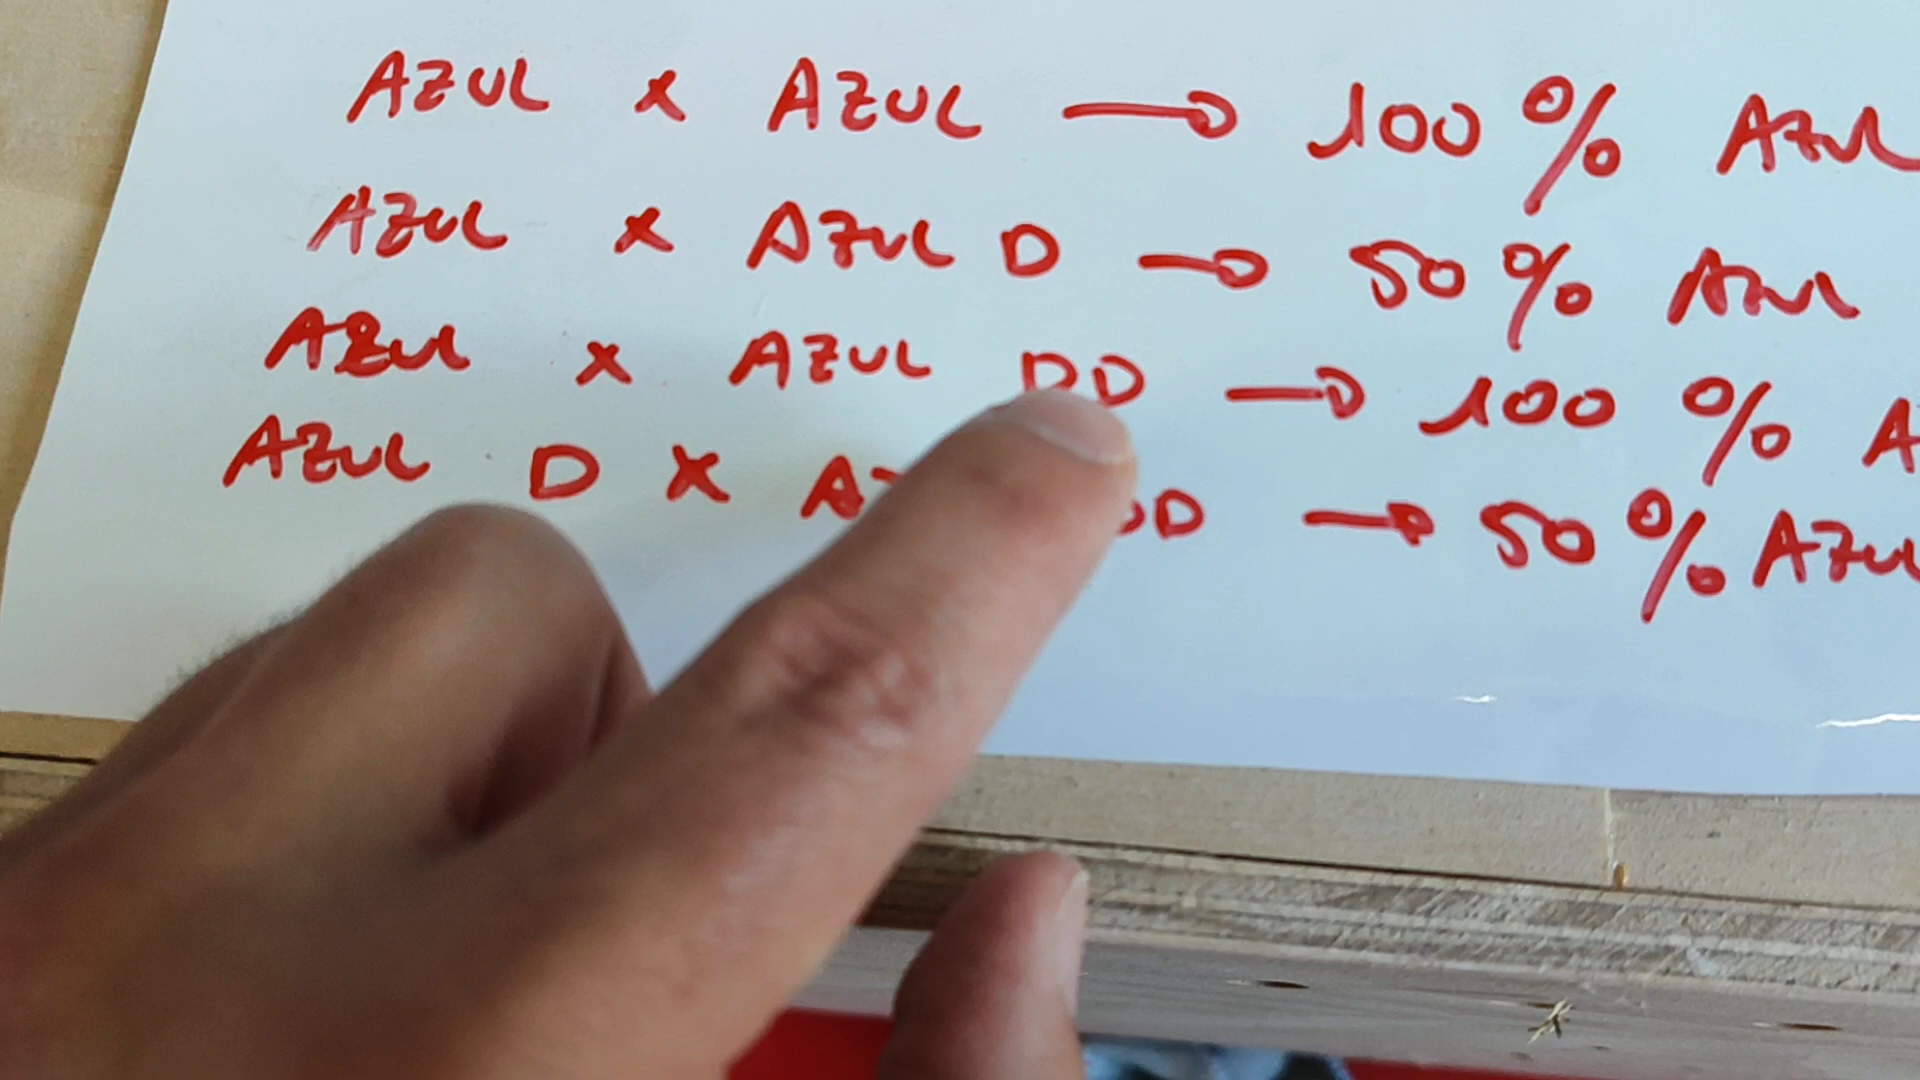 AZUL x AZUL → 100 % AZUL
AZUL x AZUL D → 50 % AZUL
AZUL x AZUL DD → 100 %
AZUL D X DD → 50 % AZUL